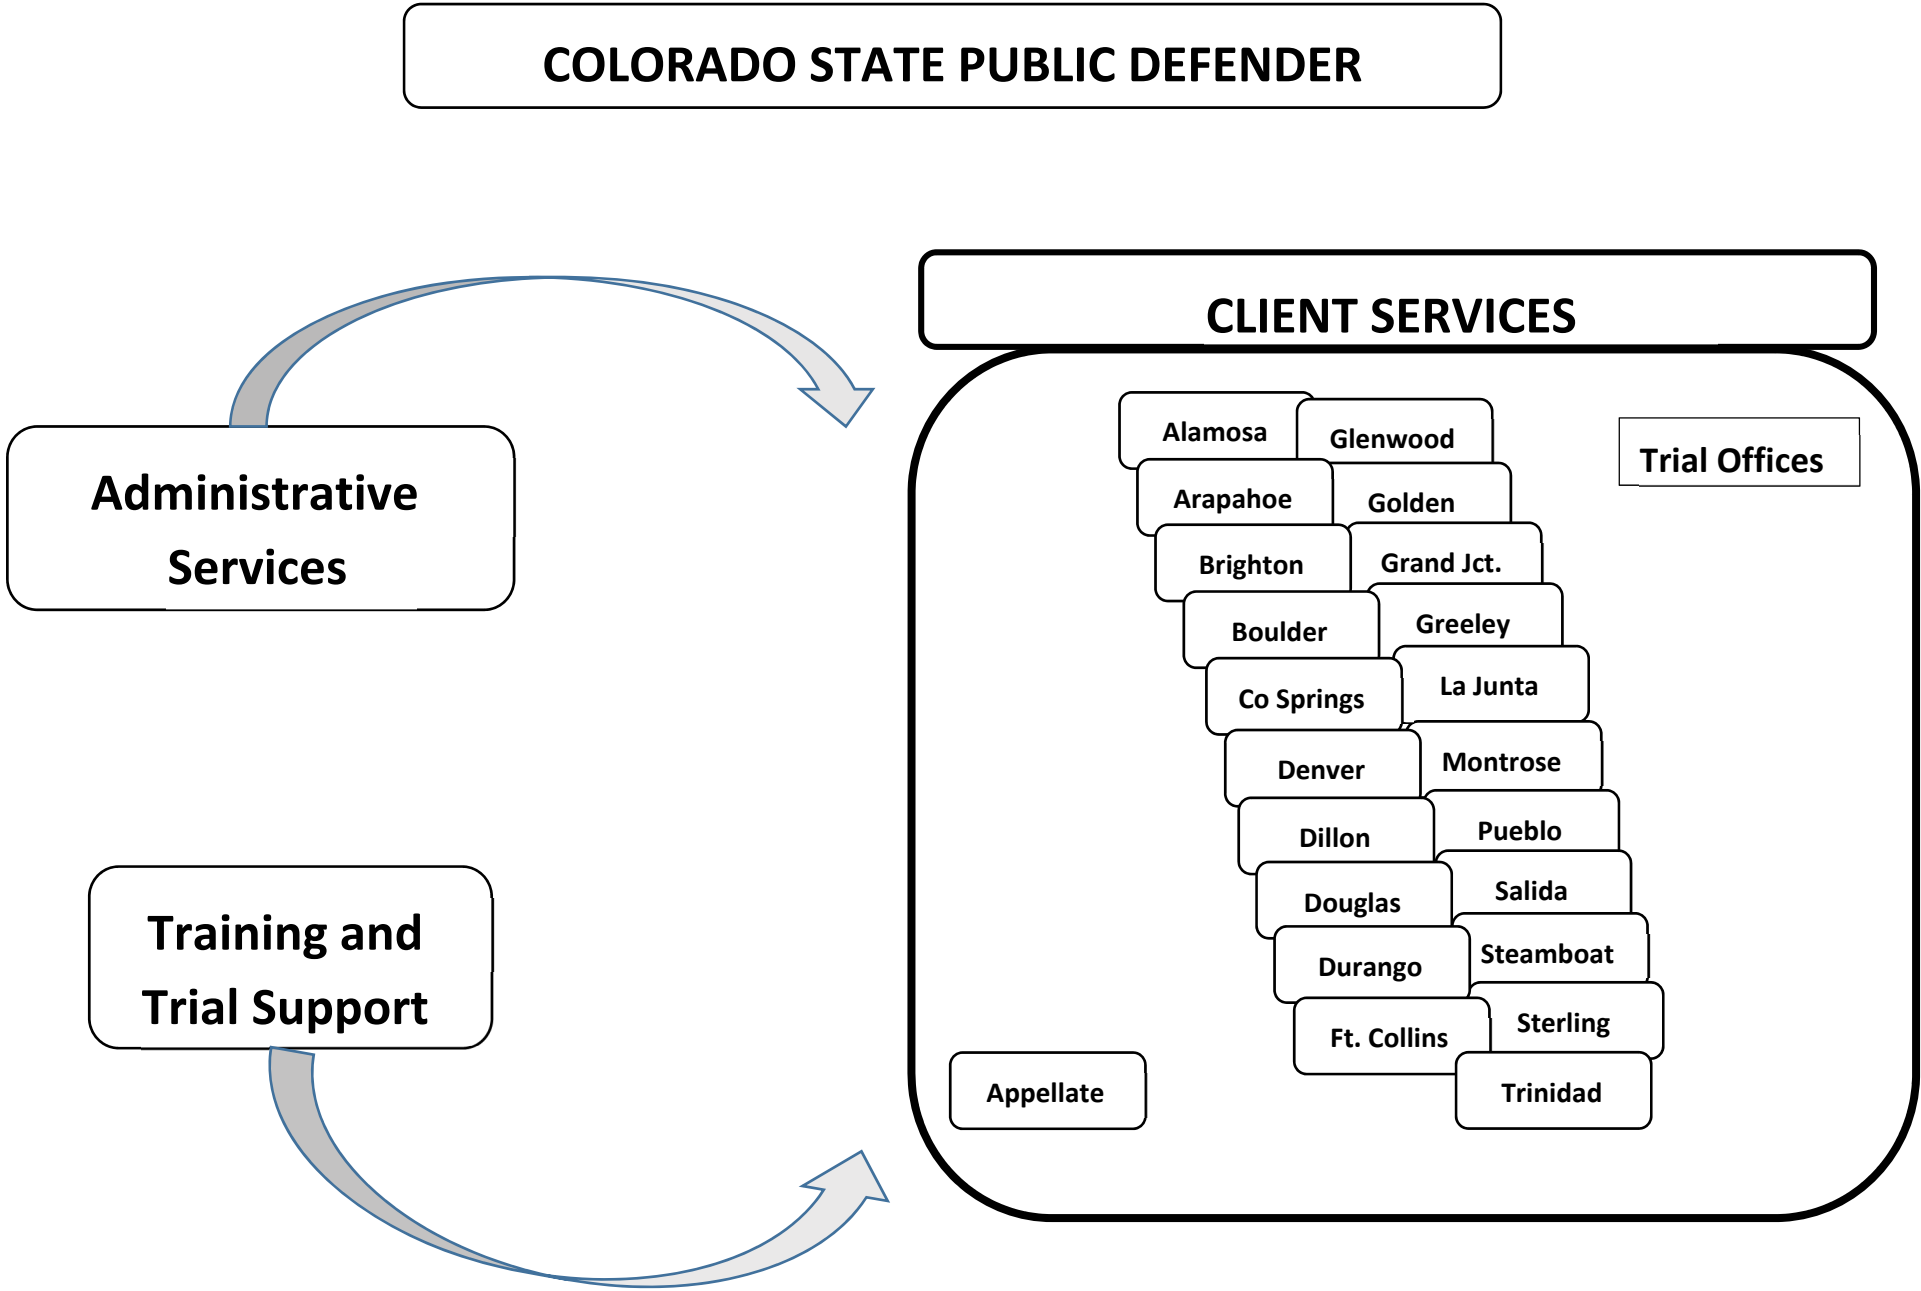 COLORADO STATE PUBLIC DEFENDER
CLIENT SERVICES
Administrative
Services
Training and
Trial Support
Trial Offices
Alamosa
Arapahoe
Brighton
Boulder
Co Springs
Denver
Dillon
Douglas
Durango
Ft. Collins
Glenwood
Golden
Grand Jct.
Greeley
La Junta
Montrose
Pueblo
Salida
Steamboat
Sterling
Trinidad
Appellate